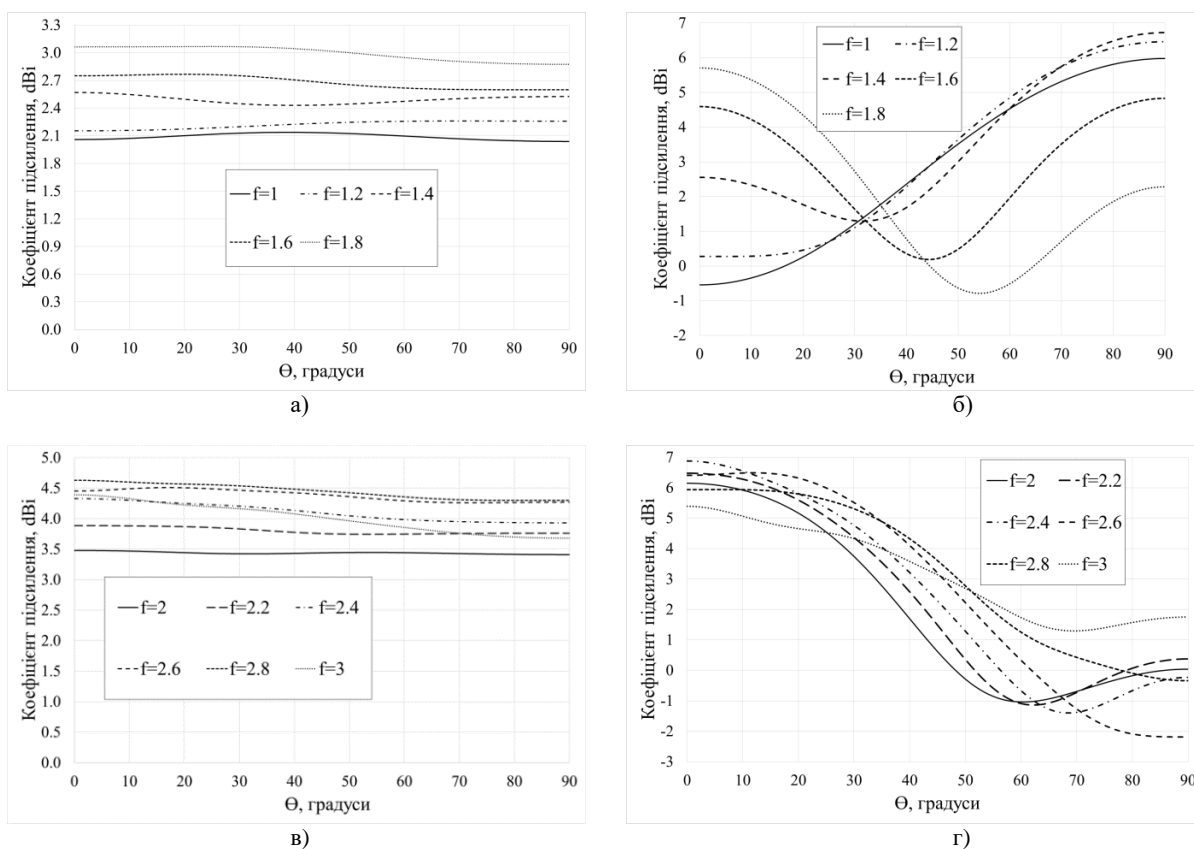 Коефіцієнт підсилення, dBi
3.3
3.0
2.7
2.4
2.1
1.8
1.5
1.2
0.9
0.6
0.3
0.0
f=1 f=1.2 f=1.4
f=1.6 f=1.8
0 10 20 30 40 50 60 70 80 90
Θ, градуси
а)
Коефіцієнт підсилення, dBi
7
6
5
4
3
2
1
0
-1
-2
f=1 f=1.2
f=1.4 f=1.6
f=1.8
0 10 20 30 40 50 60 70 80 90
Θ, градуси
б)
Коефіцієнт підсилення, dBi
5.0
4.5
4.0
3.5
3.0
2.5
2.0
1.5
1.0
0.5
0.0
f=2 f=2.2 f=2.4
f=2.6 f=2.8 f=3
0 10 20 30 40 50 60 70 80 90
Θ, градуси
в)
Коефіцієнт підсилення, dBi
7
6
5
4
3
2
1
0
-1
-2
-3
f=2 f=2.2
f=2.4 f=2.6
f=2.8 f=3
0 10 20 30 40 50 60 70 80 90
Θ, градуси
г)